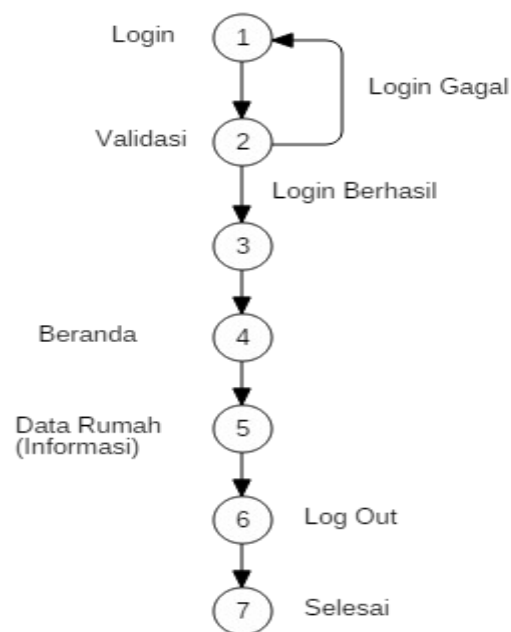 Login
1
Login Gagal
Validasi
2
Login Berhasil
3
Beranda
4
Data Rumah
(Informasi)
5
6
Log Out
7
Selesai